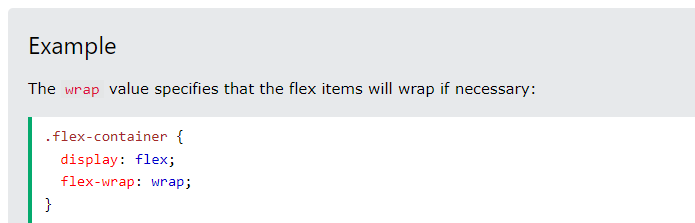 Example
The wrap value specifies that the flex items will wrap if necessary:
.flex-container {
  display: flex;
  flex-wrap: wrap;
}